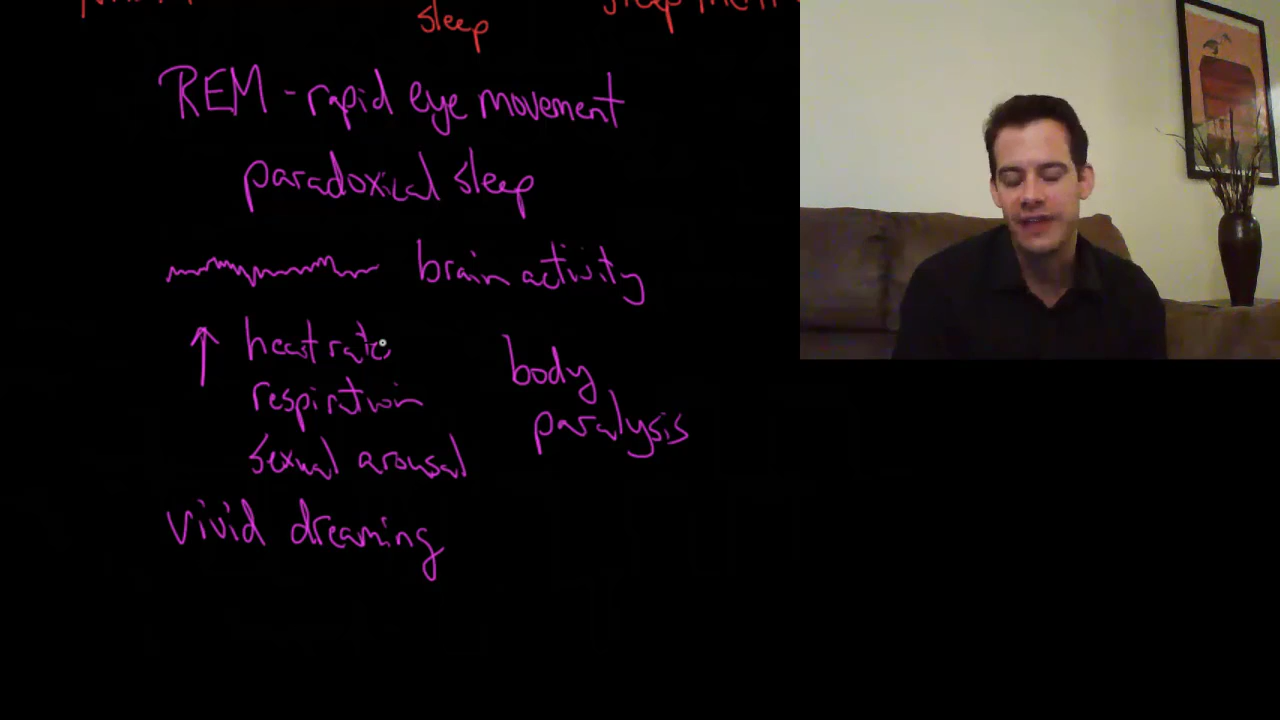 sleep
REM - rapid eye movement
paradoxical sleep
brain activity
↑ heart rate
respiration
sexual arousal
body
paralysis
vivid dreaming